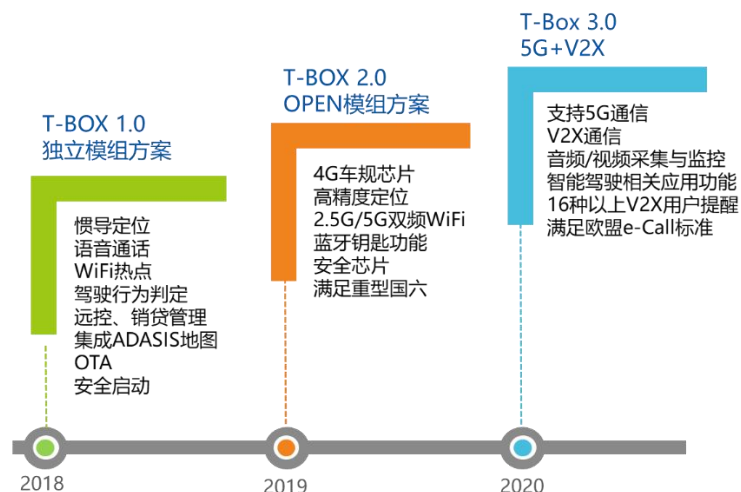 T-BOX 1.0
独立模组方案
惯导定位
语音通话
WiFi热点
驾驶行为判定
远控、销贷管理
集成ADASIS地图
OTA
安全启动
2018
T-BOX 2.0
OPEN模组方案
4G车规芯片
高精度定位
2.5G/5G双频WiFi
蓝牙钥匙功能
安全芯片
满足重型国六
2019
T-Box 3.0
5G+V2X
支持5G通信
V2X通信
音频/视频采集与监控
智能驾驶相关应用功能
16种以上V2X用户提醒
满足欧盟e-Call标准
2020